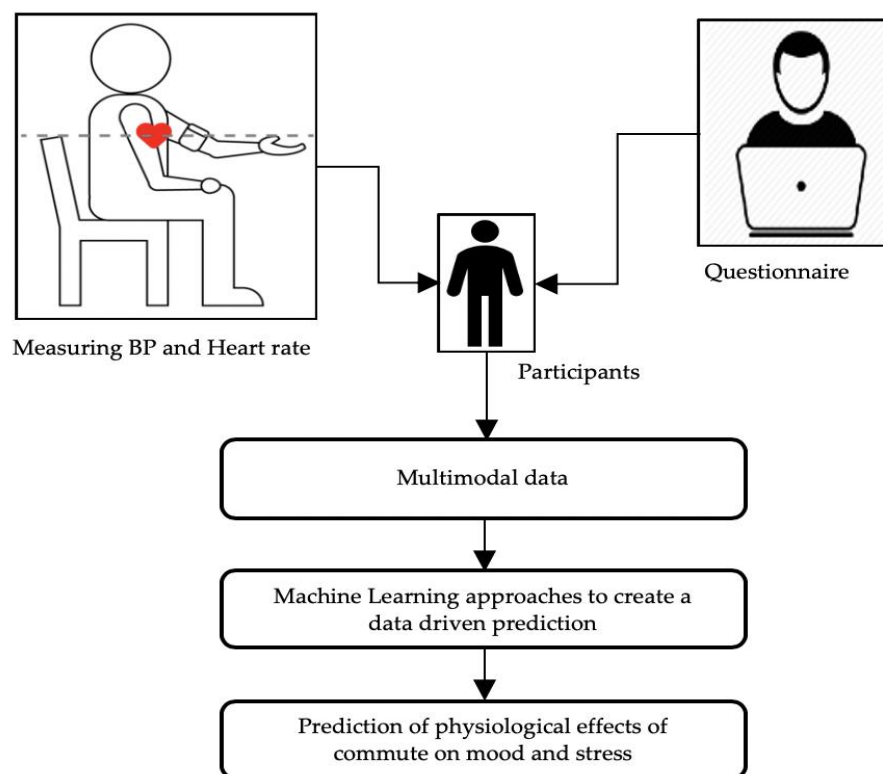 Measuring BP and Heart rate
Questionnaire
Participants
Multimodal data
Machine Learning approaches to create a
data driven prediction
Prediction of physiological effects of
commute on mood and stress